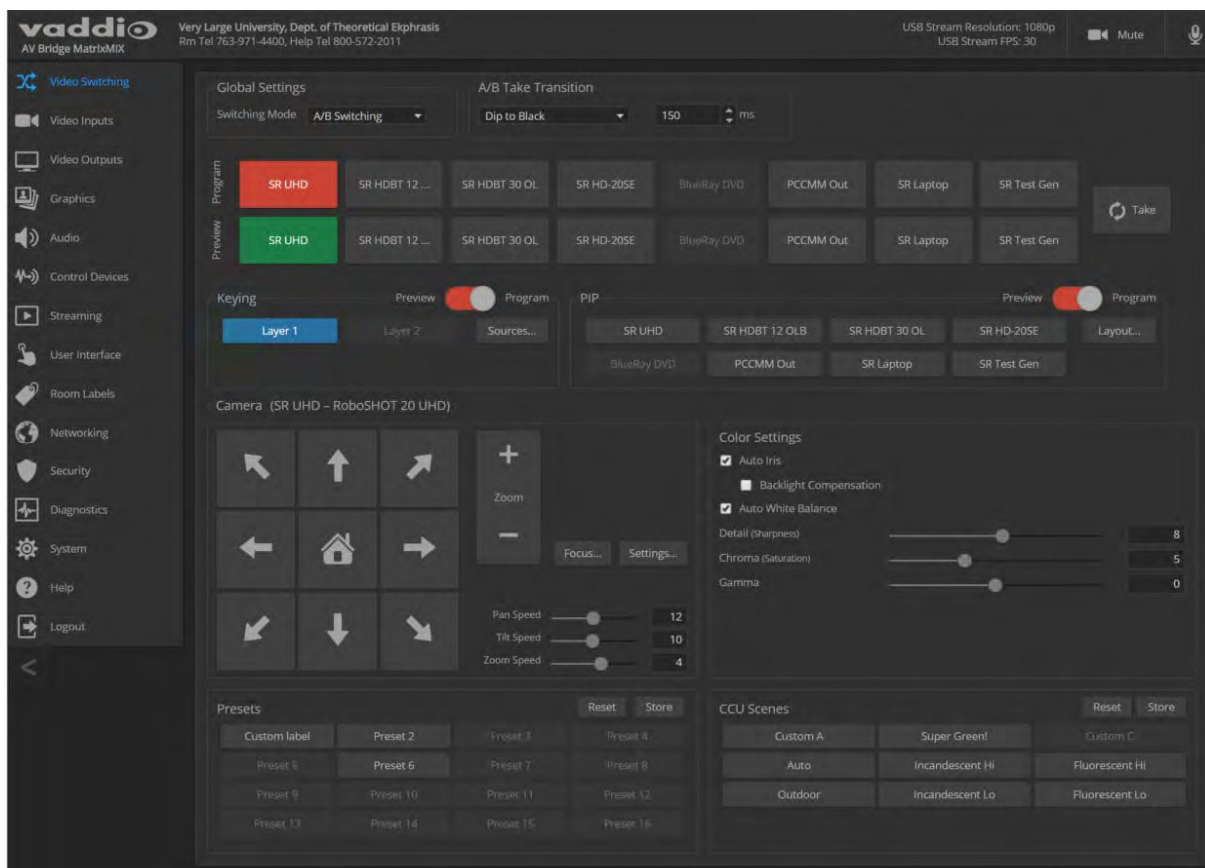 vaddio
AV Bridge MatrixMIX
Very Large University, Dept. of Theoretical Ekphrasis
Rm Tel 763-971-4400, Help Tel 800-572-2011
USB Stream Resolution: 1080p
USB Stream FPS: 30
Mute
Video Switching
Video Inputs
Video Outputs
Graphics
Audio
Control Devices
Streaming
User Interface
Room Labels
Networking
Security
Diagnostics
System
Help
Logout
<
Global Settings
Switching Mode A/B Switching
A/B Take Transition
Dip to Black 150 ms
Program
SR UHD SR HDBT 12 ... SR HDBT 30 OL SR HD-20SE BlueRay DVD PCCMM Out SR Laptop SR Test Gen
Preview
SR UHD SR HDBT 12 ... SR HDBT 30 OL SR HD-20SE BlueRay DVD PCCMM Out SR Laptop SR Test Gen
Take
Keying Preview Program
Layer 1 Layer 2 Sources...
PIP Preview Program
SR UHD SR HDBT 12 OLB SR HDBT 30 OL SR HD-20SE Layout...
BlueRay DVD PCCMM Out SR Laptop SR Test Gen
Camera (SR UHD – RoboSHOT 20 UHD)
+
Zoom
−
Focus... Settings...
Pan Speed 12
Tilt Speed 10
Zoom Speed 4
Color Settings
Auto Iris
Backlight Compensation
Auto White Balance
Detail (Sharpness) 8
Chroma (Saturation) 5
Gamma 0
Presets Reset Store
Custom label Preset 2 Preset 3 Preset 4
Preset 5 Preset 6 Preset 7 Preset 8
Preset 9 Preset 10 Preset 11 Preset 12
Preset 13 Preset 14 Preset 15 Preset 16
CCU Scenes Reset Store
Custom A Super Green! Custom C
Auto Incandescent Hi Fluorescent Hi
Outdoor Incandescent Lo Fluorescent Lo